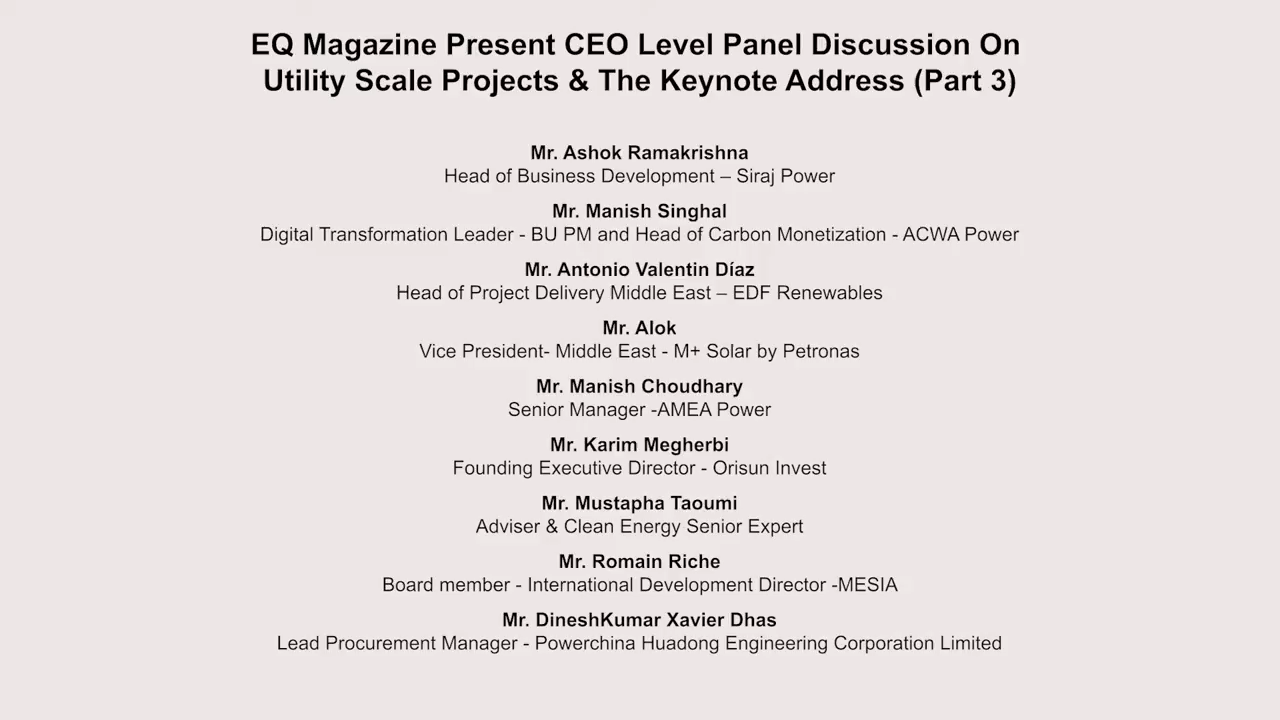 EQ Magazine Present CEO Level Panel Discussion On
Utility Scale Projects & The Keynote Address (Part 3)
Mr. Ashok Ramakrishna
Head of Business Development – Siraj Power
Mr. Manish Singhal
Digital Transformation Leader - BU PM and Head of Carbon Monetization - ACWA Power
Mr. Antonio Valentin Díaz
Head of Project Delivery Middle East – EDF Renewables
Mr. Alok
Vice President- Middle East - M+ Solar by Petronas
Mr. Manish Choudhary
Senior Manager -AMEA Power
Mr. Karim Megherbi
Founding Executive Director - Orisun Invest
Mr. Mustapha Taoumi
Adviser & Clean Energy Senior Expert
Mr. Romain Riche
Board member - International Development Director -MESIA
Mr. DineshKumar Xavier Dhas
Lead Procurement Manager - Powerchina Huadong Engineering Corporation Limited